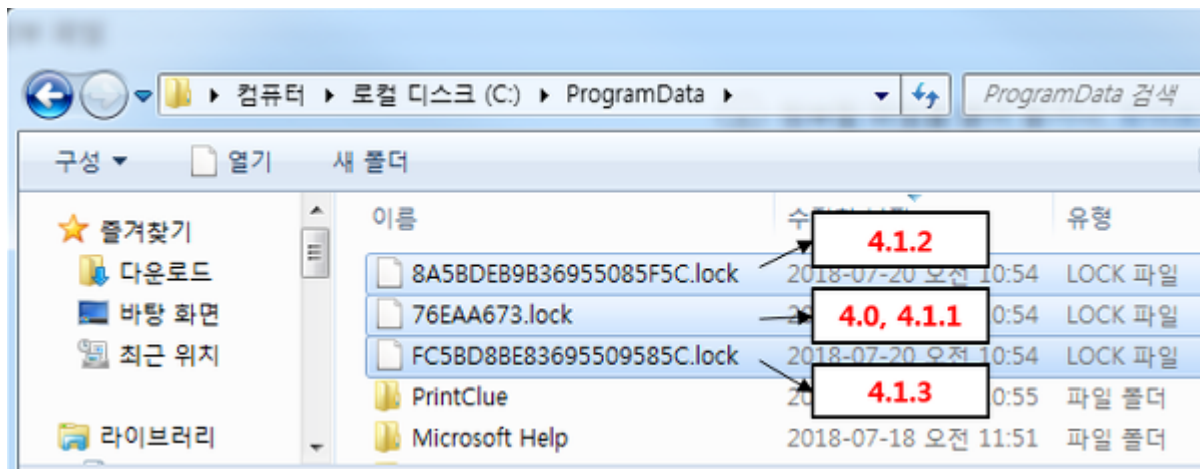 컴퓨터 ▸ 로컬 디스크 (C:) ▸ ProgramData ▸ ProgramData 검색
구성 열기 새 폴더
이름 유형
즐겨찾기
다운로드
바탕 화면
최근 위치
라이브러리
4.1.2
8A5BDEB9B36955085F5C.lock 2018-07-20 오전 10:54 LOCK 파일
76EAA673.lock 4.0, 4.1.1 0:54 LOCK 파일
FC5BD8BE83695509585C.lock 2018-07-20 오전 10:54 LOCK 파일
4.1.3
PrintClue 0:55 파일 폴더
Microsoft Help 2018-07-18 오전 11:51 파일 폴더